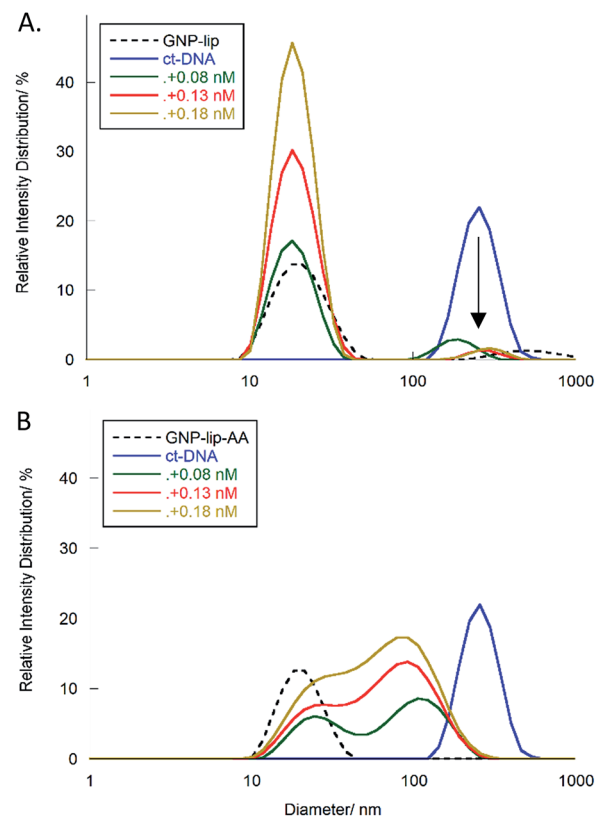 A.
GNP-lip
ct-DNA
.+0.08 nM
.+0.13 nM
.+0.18 nM
Relative Intensity Distribution/ %
40
30
20
10
0
1
10
100
1000
B
GNP-lip-AA
ct-DNA
.+0.08 nM
.+0.13 nM
.+0.18 nM
Relative Intensity Distribution/ %
40
30
20
10
0
1
10
100
1000
Diameter/ nm